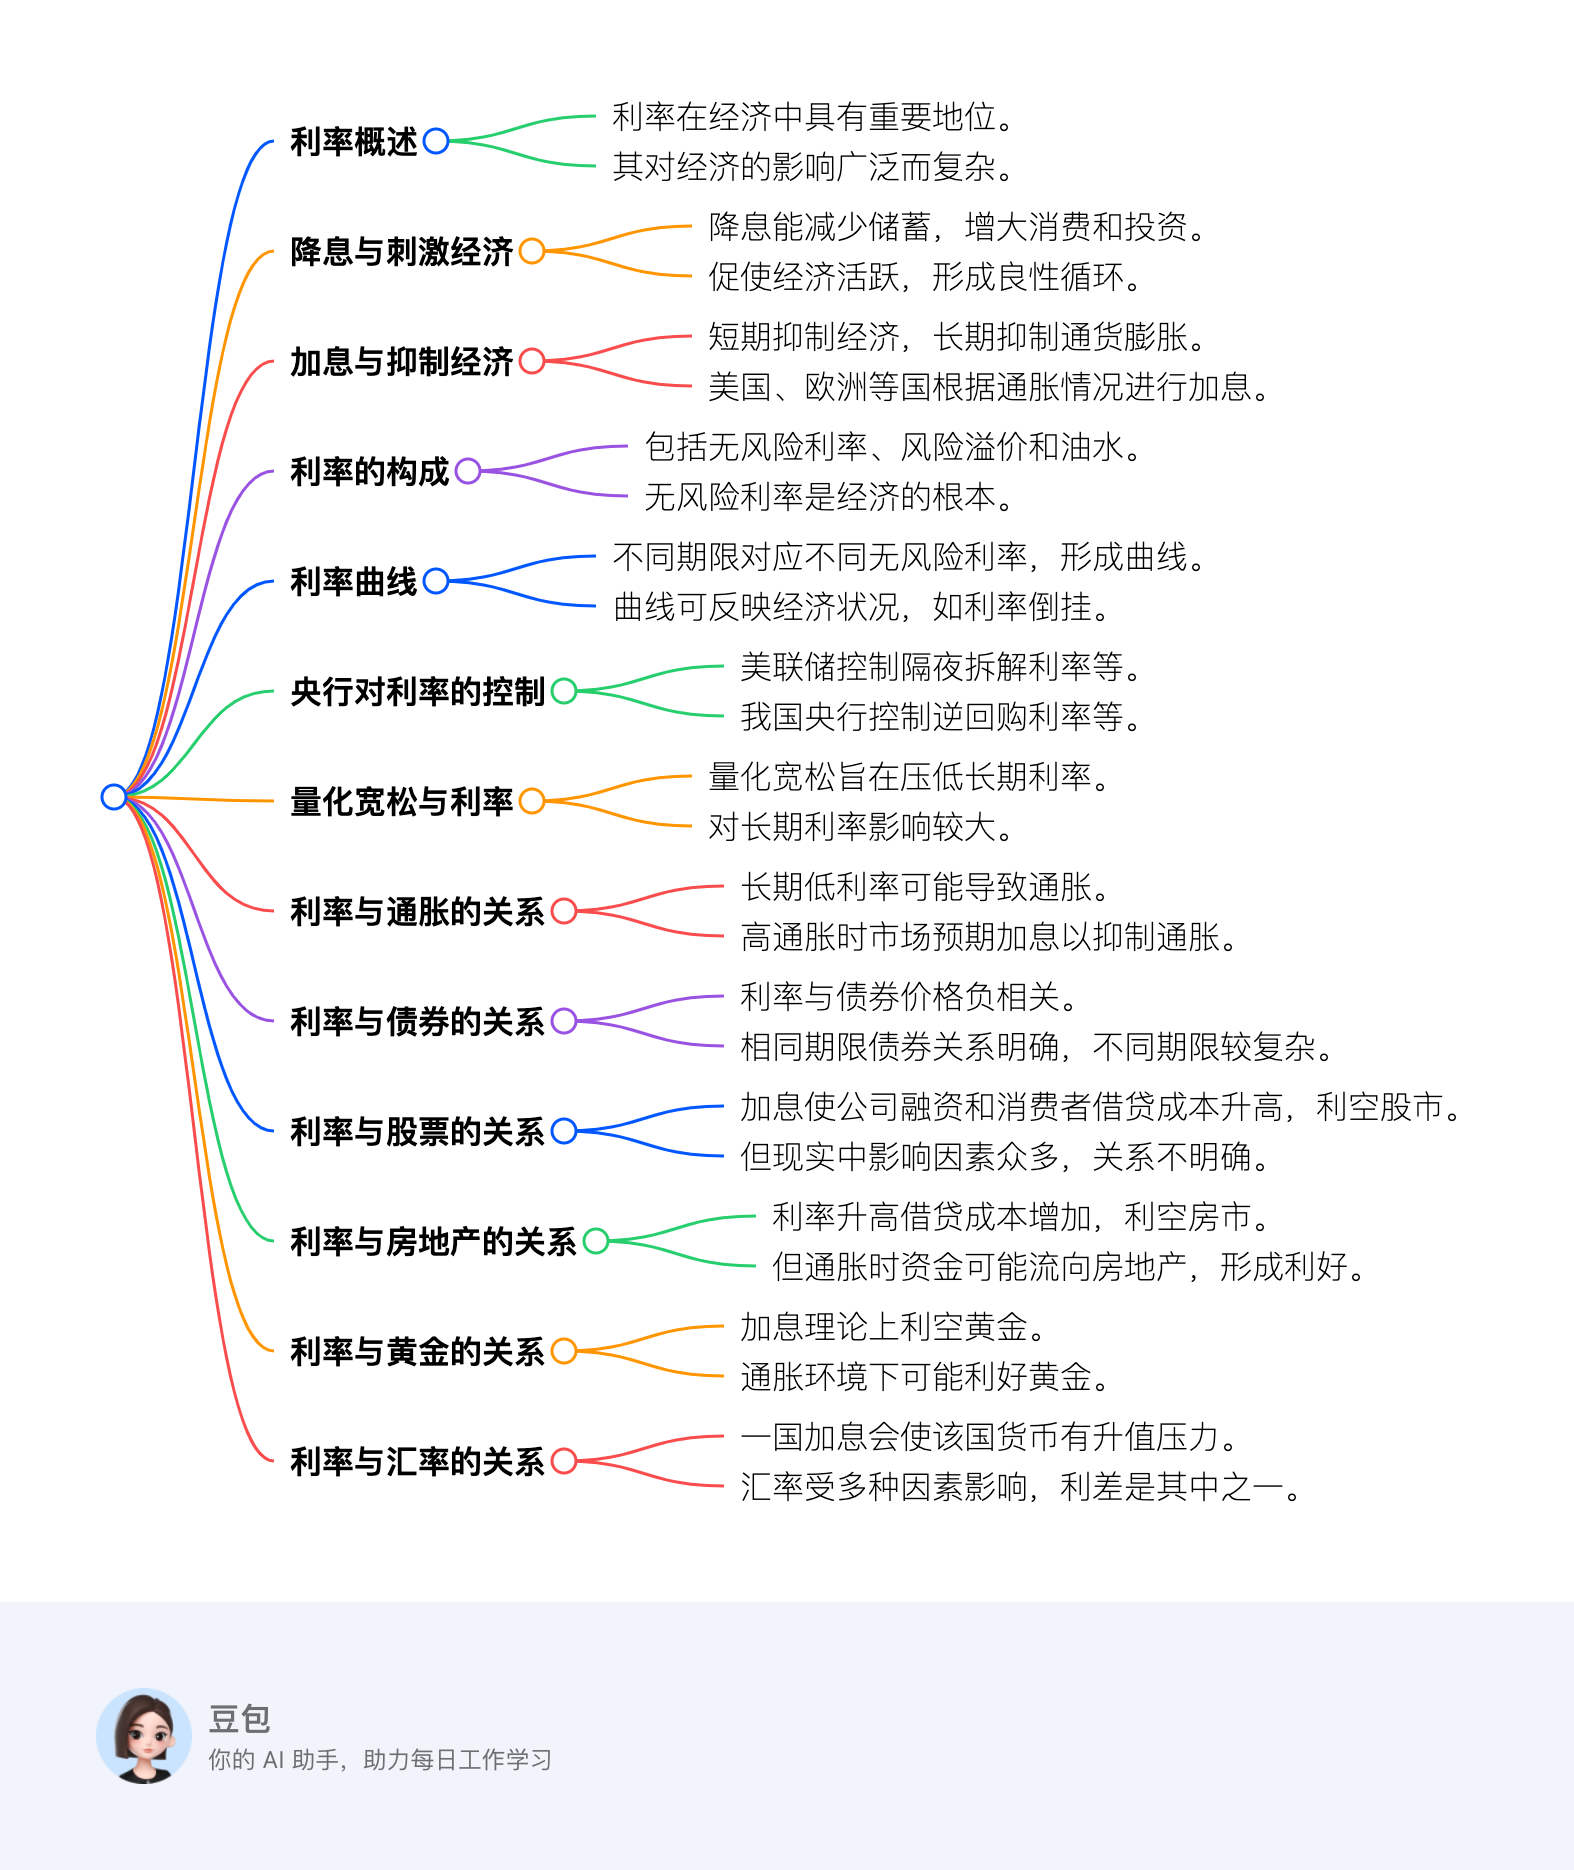 利率概述
利率在经济中具有重要地位。
其对经济的影响广泛而复杂。
降息与刺激经济
降息能减少储蓄，增大消费和投资。
促使经济活跃，形成良性循环。
加息与抑制经济
短期抑制经济，长期抑制通货膨胀。
美国、欧洲等国根据通胀情况进行加息。
利率的构成
包括无风险利率、风险溢价和油水。
无风险利率是经济的根本。
利率曲线
不同期限对应不同无风险利率，形成曲线。
曲线可反映经济状况，如利率倒挂。
央行对利率的控制
美联储控制隔夜拆解利率等。
我国央行控制逆回购利率等。
量化宽松与利率
量化宽松旨在压低长期利率。
对长期利率影响较大。
利率与通胀的关系
长期低利率可能导致通胀。
高通胀时市场预期加息以抑制通胀。
利率与债券的关系
利率与债券价格负相关。
相同期限债券关系明确，不同期限较复杂。
利率与股票的关系
加息使公司融资和消费者借贷成本升高，利空股市。
但现实中影响因素众多，关系不明确。
利率与房地产的关系
利率升高借贷成本增加，利空房市。
但通胀时资金可能流向房地产，形成利好。
利率与黄金的关系
加息理论上利空黄金。
通胀环境下可能利好黄金。
利率与汇率的关系
一国加息会使该国货币有升值压力。
汇率受多种因素影响，利差是其中之一。
豆包
你的 AI 助手，助力每日工作学习